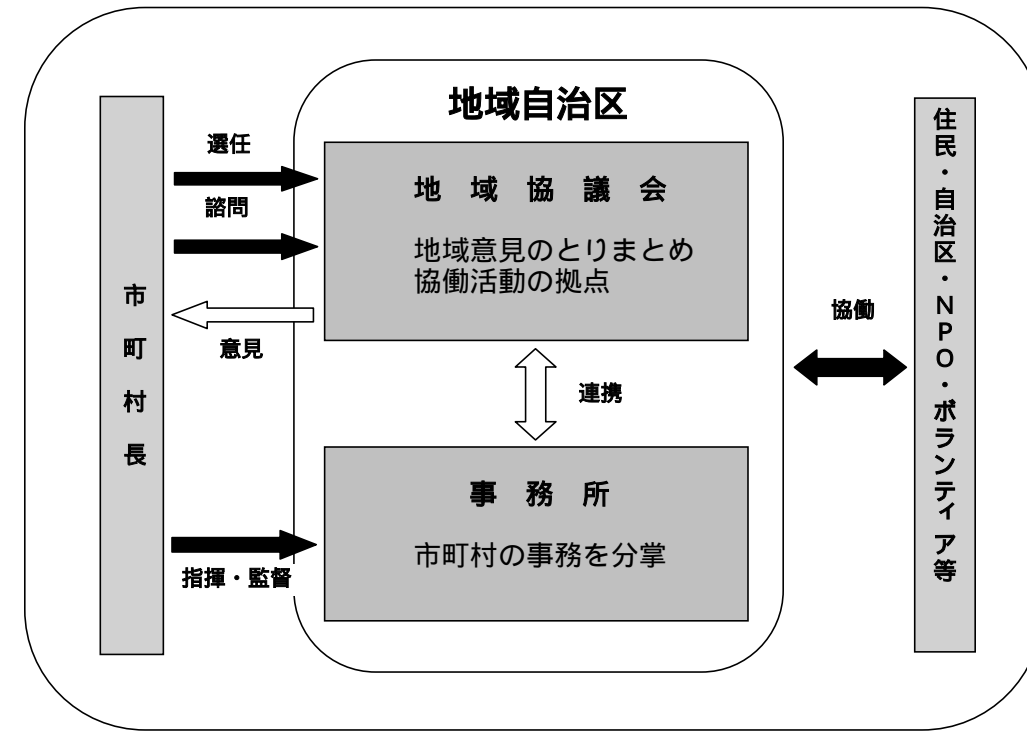 地域自治区
市町村長
選任
諮問
意見
指揮・監督
地域協議会
地域意見のとりまとめ
協働活動の拠点
連携
事務所
市町村の事務を分掌
協働
住民・自治区・NPO・ボランティア等